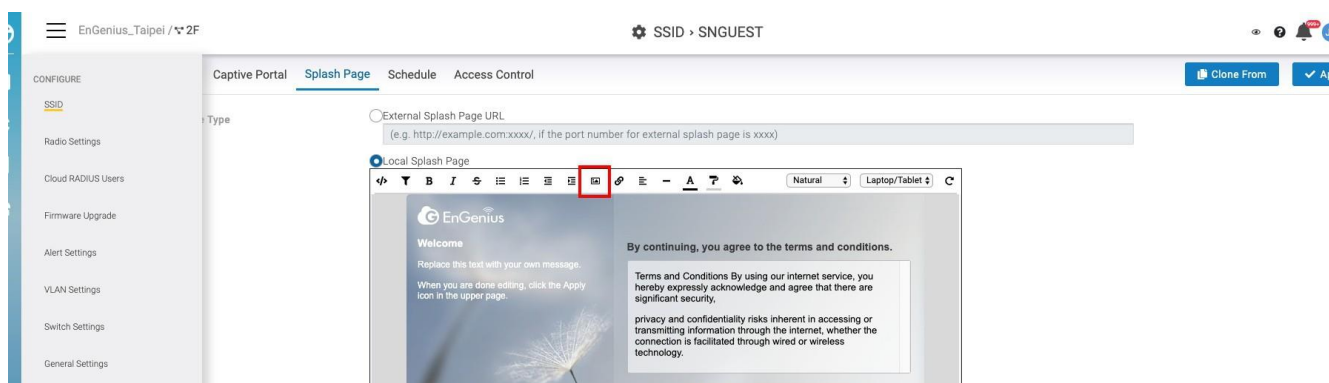 EnGenius_Taipei / 2F
SSID › SNGUEST
999+
CONFIGURE
SSID
Radio Settings
Cloud RADIUS Users
Firmware Upgrade
Alert Settings
VLAN Settings
Switch Settings
General Settings
Captive Portal Splash Page Schedule Access Control
Clone From
Type
External Splash Page URL
(e.g. http://example.com:xxxx/, if the port number for external splash page is xxxx)
Local Splash Page
B I S A Natural Laptop/Tablet
EnGenius
Welcome
Replace this text with your own message.
When you are done editing, click the Apply
icon in the upper page.
By continuing, you agree to the terms and conditions.
Terms and Conditions By using our internet service, you
hereby expressly acknowledge and agree that there are
significant security,
privacy and confidentiality risks inherent in accessing or
transmitting information through the internet, whether the
connection is facilitated through wired or wireless
technology.